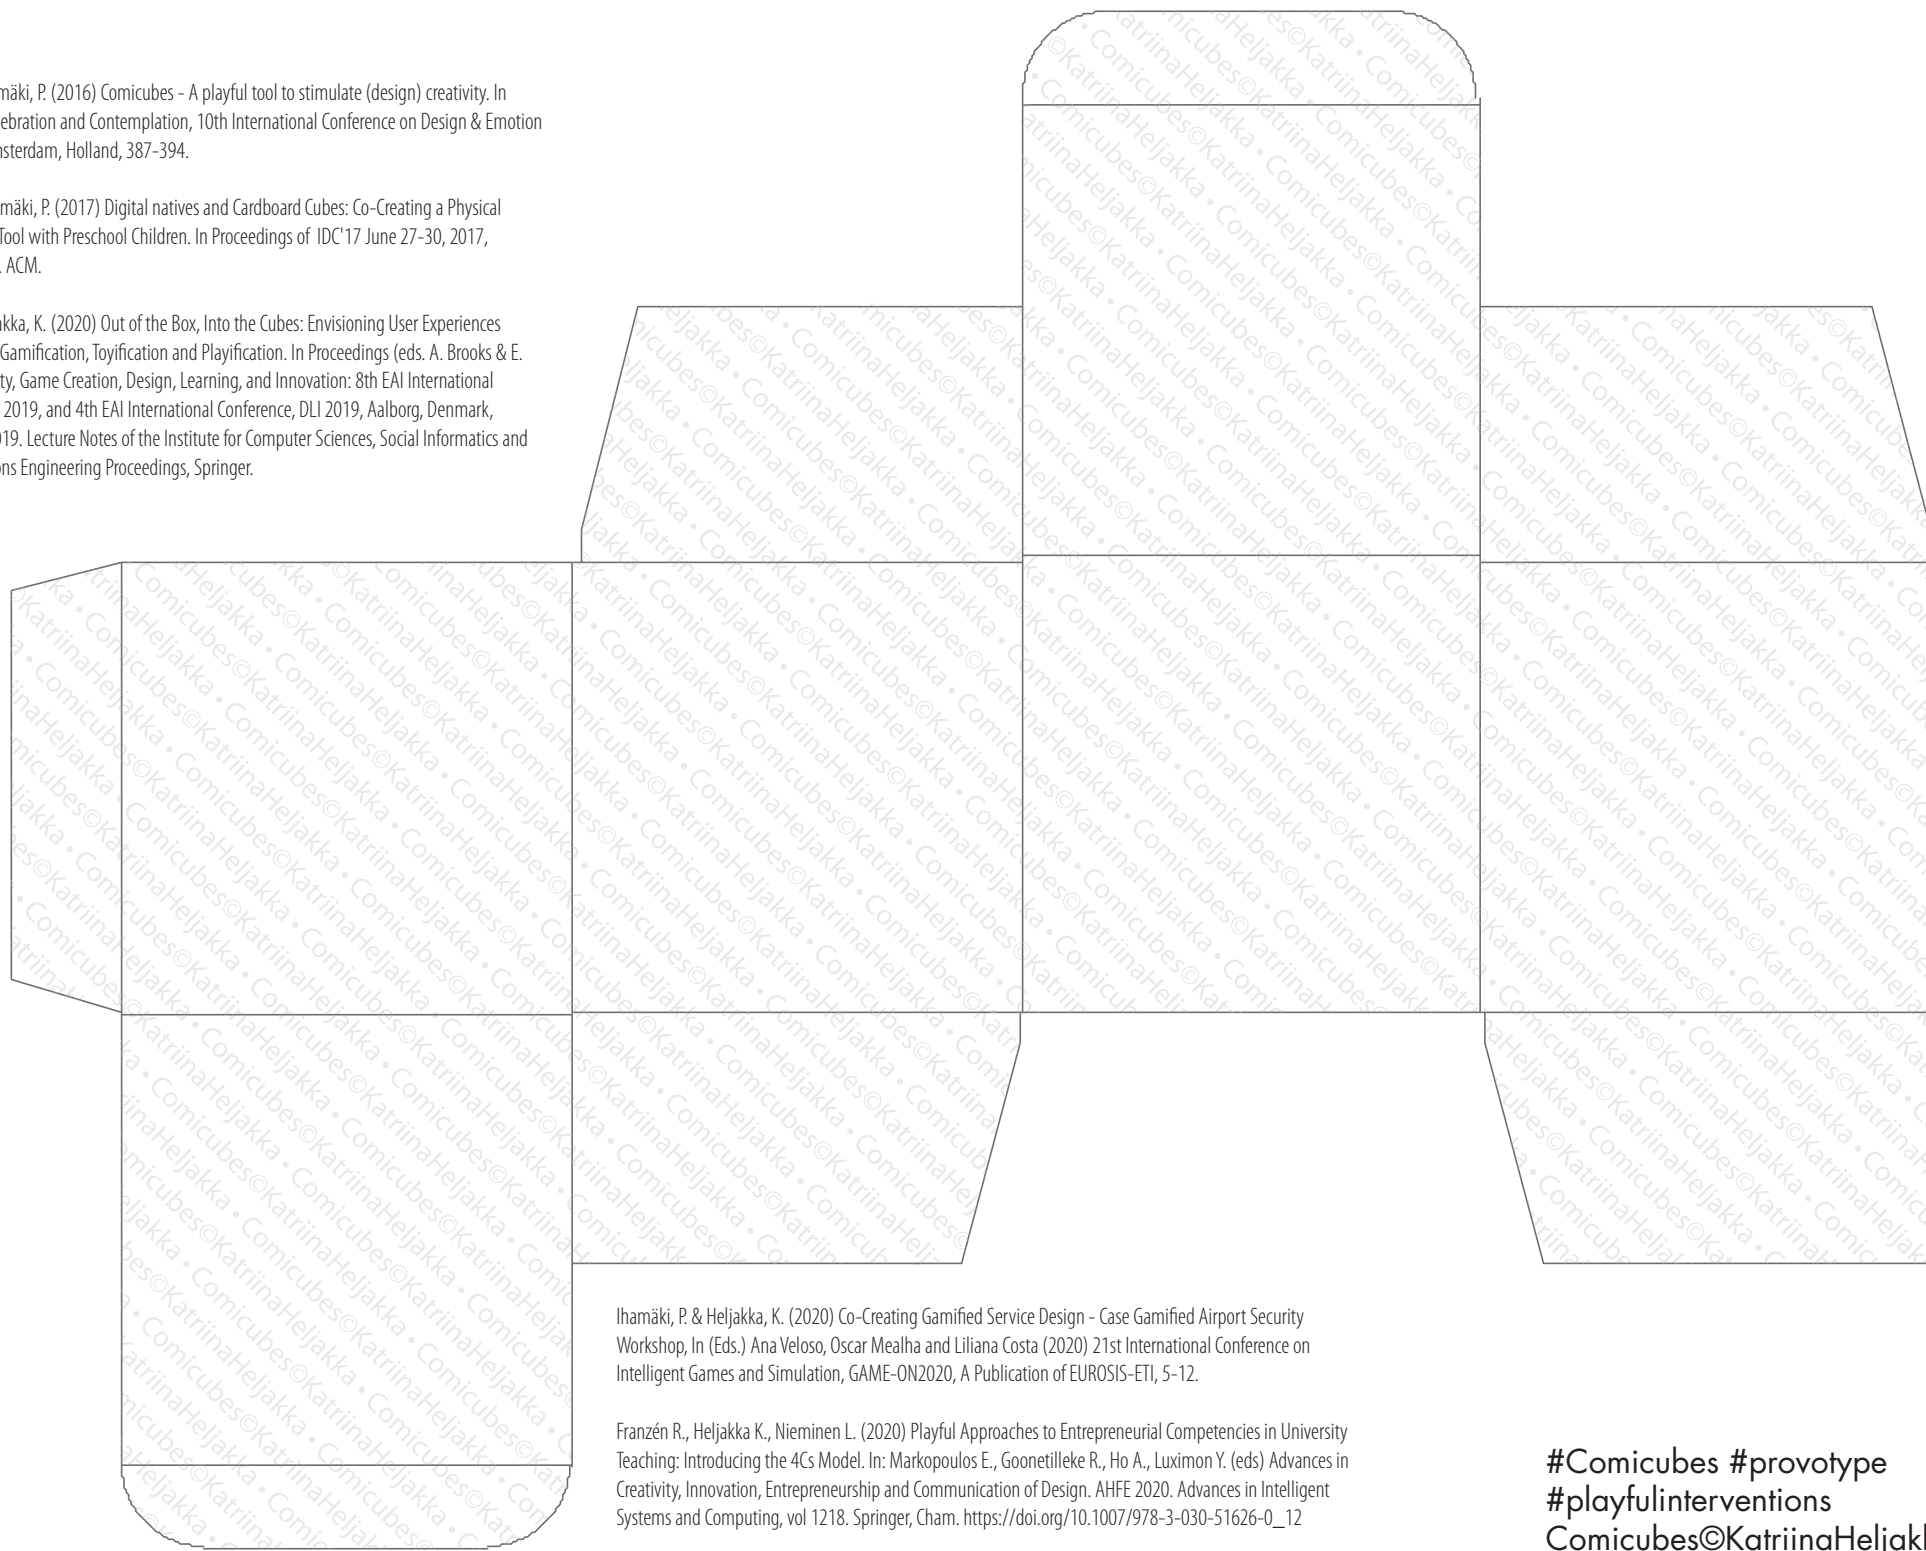 mäki, P. (2016) Comicubes - A playful tool to stimulate (design) creativity. In
ebration and Contemplation, 10th International Conference on Design & Emotion
nsterdam, Holland, 387-394.
mäki, P. (2017) Digital natives and Cardboard Cubes: Co-Creating a Physical
Tool with Preschool Children. In Proceedings of IDC'17 June 27-30, 2017,
. ACM.
akka, K. (2020) Out of the Box, Into the Cubes: Envisioning User Experiences
Gamification, Toyification and Playification. In Proceedings (eds. A. Brooks & E.
ty, Game Creation, Design, Learning, and Innovation: 8th EAI International
2019, and 4th EAI International Conference, DLI 2019, Aalborg, Denmark,
019. Lecture Notes of the Institute for Computer Sciences, Social Informatics and
ons Engineering Proceedings, Springer.
Comicubes©KatriinaHeljakka • Comicubes©KatriinaHeljakka
Ihamäki, P. & Heljakka, K. (2020) Co-Creating Gamified Service Design - Case Gamified Airport Security
Workshop, In (Eds.) Ana Veloso, Oscar Mealha and Liliana Costa (2020) 21st International Conference on
Intelligent Games and Simulation, GAME-ON2020, A Publication of EUROSIS-ETI, 5-12.
Franzén R., Heljakka K., Nieminen L. (2020) Playful Approaches to Entrepreneurial Competencies in University
Teaching: Introducing the 4Cs Model. In: Markopoulos E., Goonetilleke R., Ho A., Luximon Y. (eds) Advances in
Creativity, Innovation, Entrepreneurship and Communication of Design. AHFE 2020. Advances in Intelligent
Systems and Computing, vol 1218. Springer, Cham. https://doi.org/10.1007/978-3-030-51626-0_12
#Comicubes #provotype
#playfulinterventions
Comicubes©KatriinaHeljakk